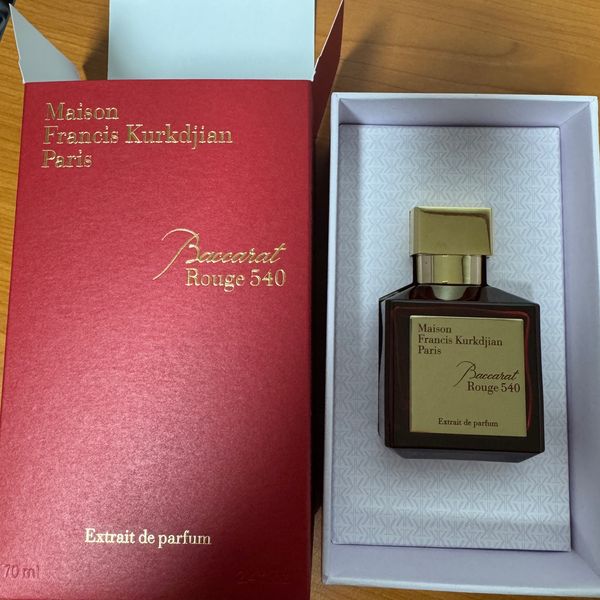 Maison
Francis Kurkdjian
Paris
Baccarat
Rouge 540
Extrait de parfum
70 ml
Maison
Francis Kurkdjian
Paris
Baccarat
Rouge 540
Extrait de parfum